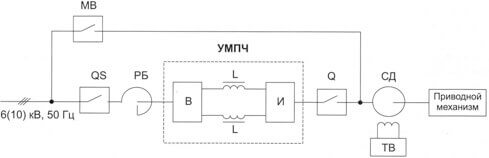 МВ
УМПЧ
QS
РБ
L
Q
СД
6(10) кВ, 50 Гц
В
И
Приводной
механизм
L
ТВ